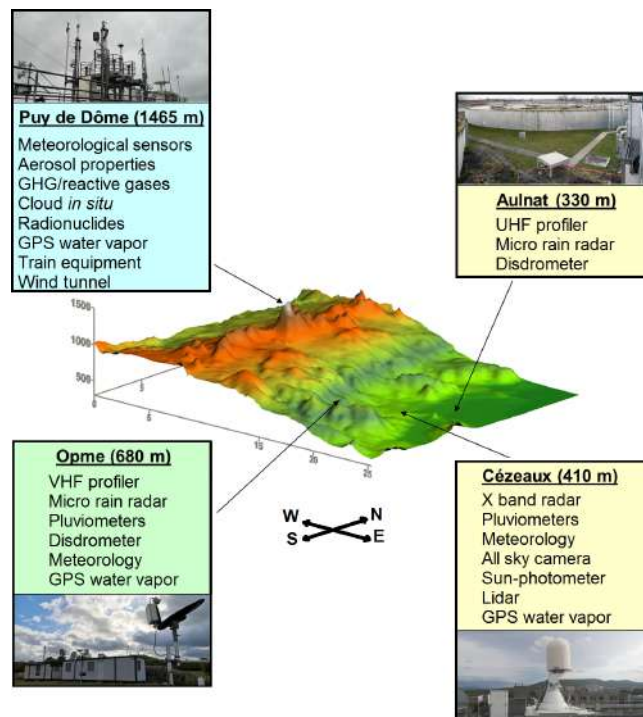 Puy de Dôme (1465 m)
Meteorological sensors
Aerosol properties
GHG/reactive gases
Cloud in situ
Radionuclides
GPS water vapor
Train equipment
Wind tunnel
Aulnat (330 m)
UHF profiler
Micro rain radar
Disdrometer
1500
1000
500
0
5
5
15
20
25
Opme (680 m)
VHF profiler
Micro rain radar
Pluviometers
Disdrometer
Meteorology
GPS water vapor
W
N
S
E
Cézeaux (410 m)
X band radar
Pluviometers
Meteorology
All sky camera
Sun-photometer
Lidar
GPS water vapor